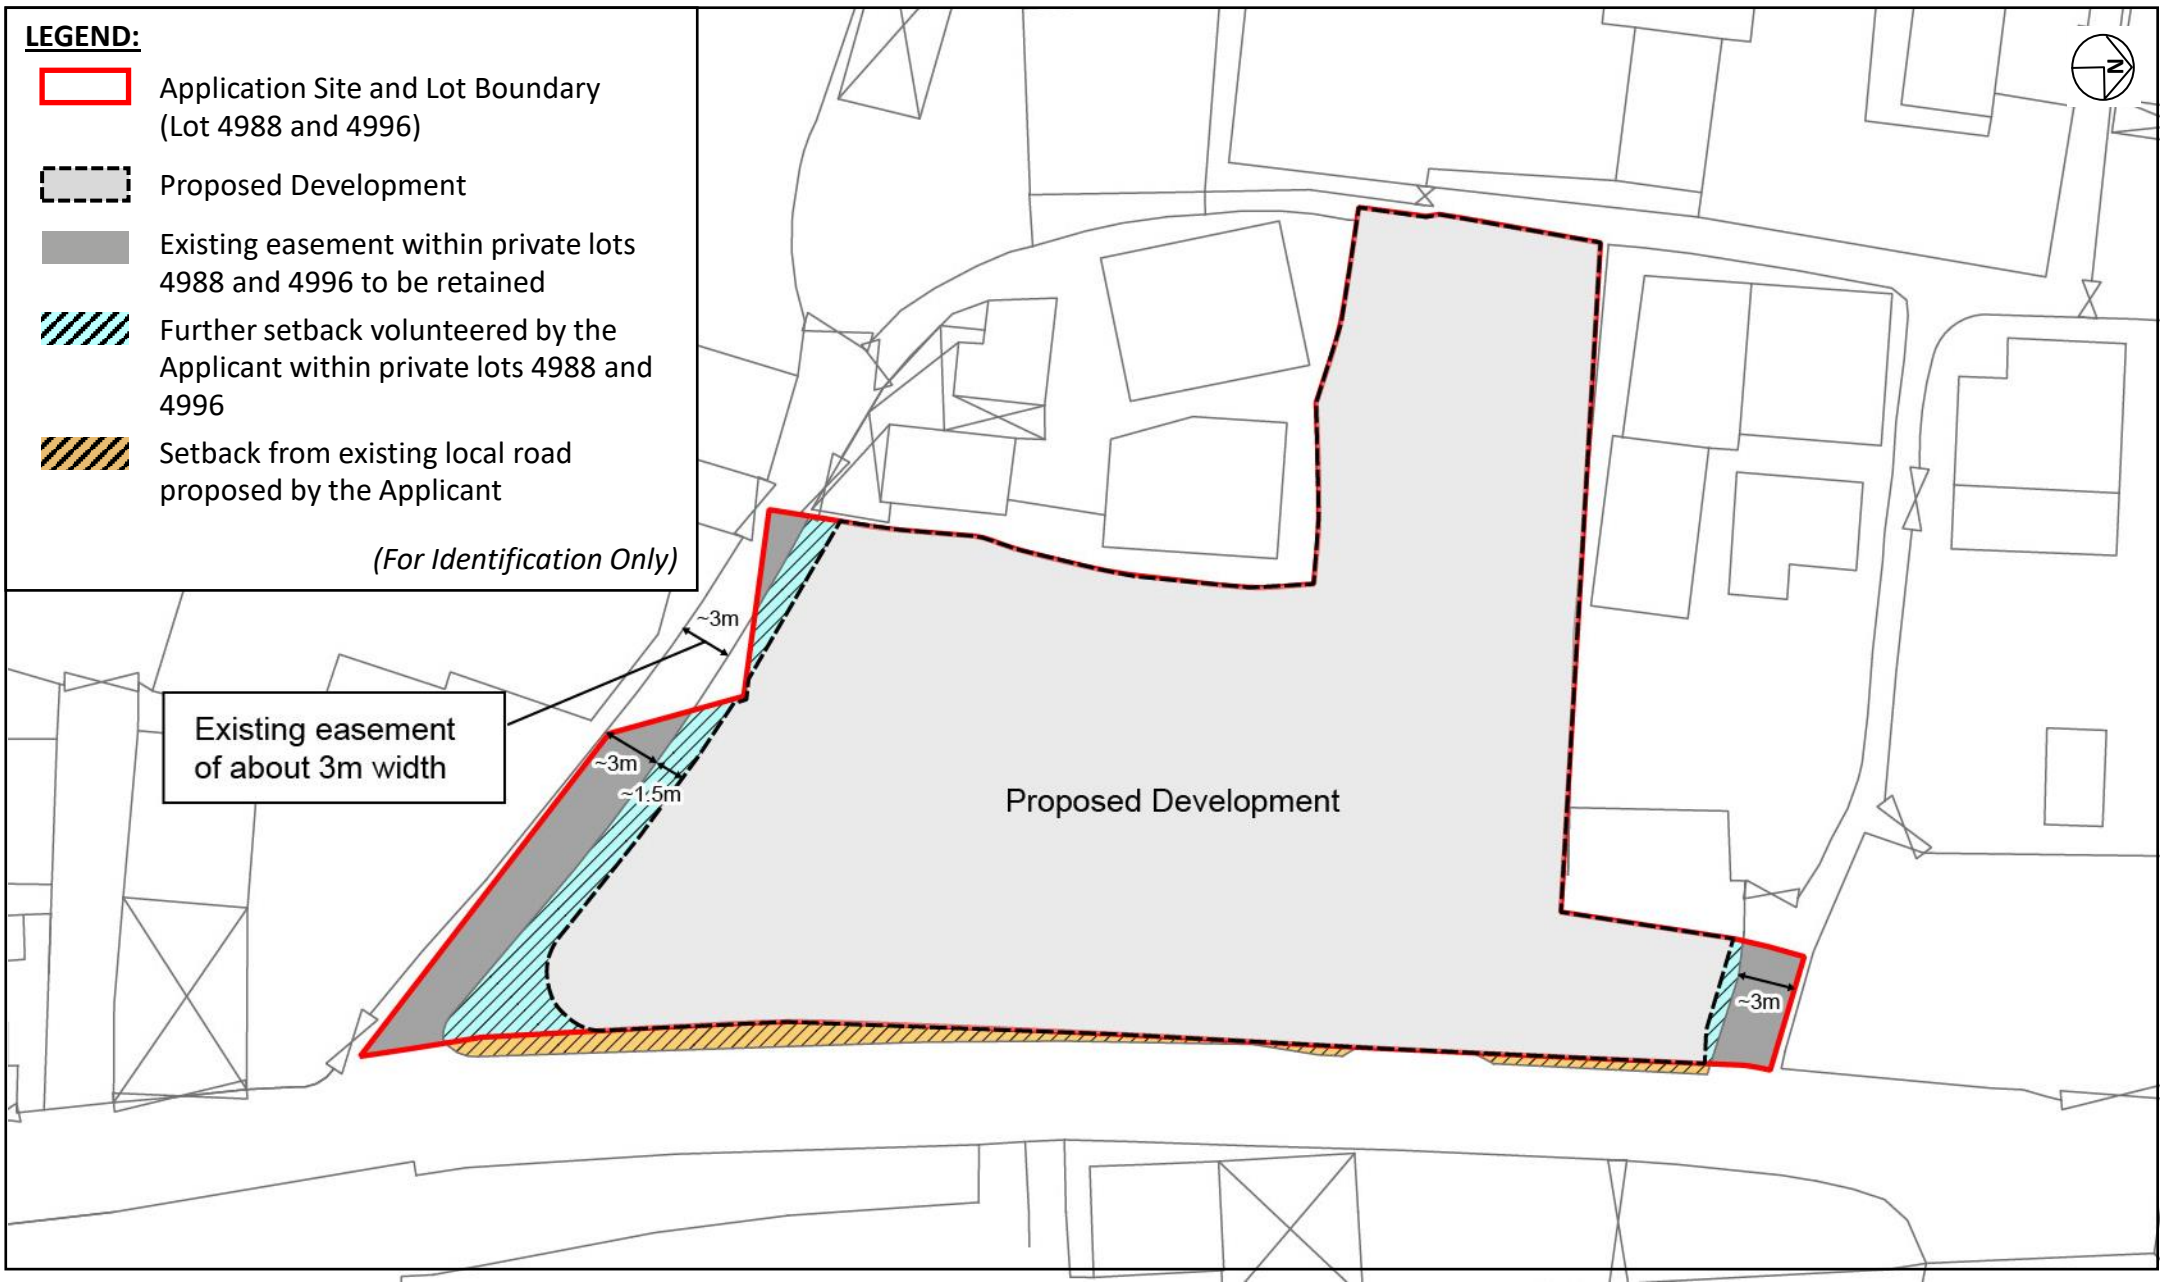 LEGEND:
Application Site and Lot Boundary
(Lot 4988 and 4996)
Proposed Development
Existing easement within private lots
4988 and 4996 to be retained
Further setback volunteered by the
Applicant within private lots 4988 and
4996
Setback from existing local road
proposed by the Applicant
(For Identification Only)
N
~3m
Existing easement
of about 3m width
~3m
~1.5m
Proposed Development
~3m